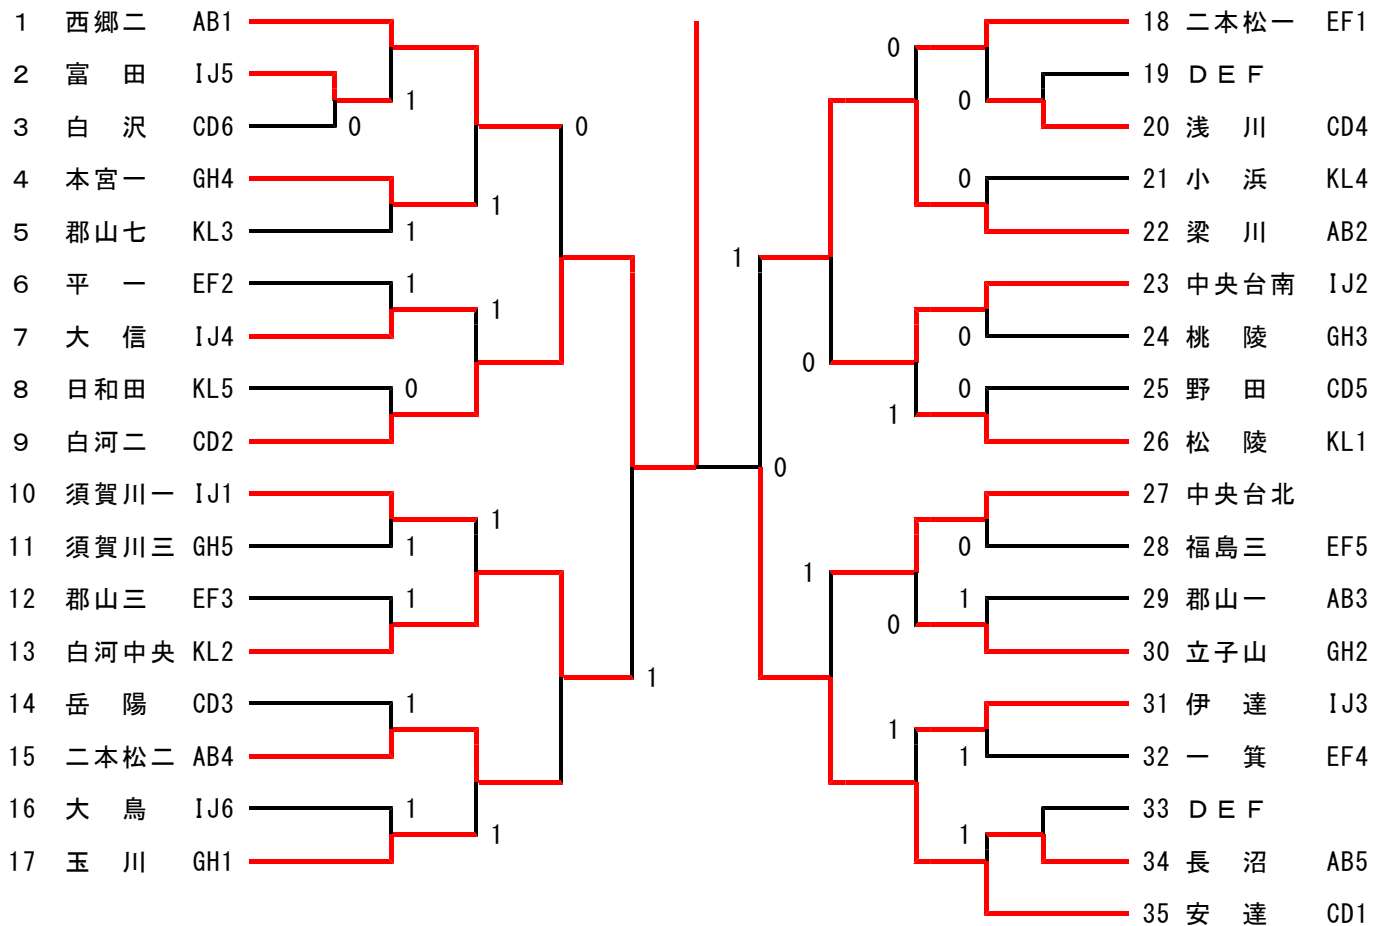 1 西郷二 AB1
2 富田 IJ5
3 白沢 CD6
4 本宮一 GH4
5 郡山七 KL3
6 平一 EF2
7 大信 IJ4
8 日和田 KL5
9 白河二 CD2
10 須賀川一 IJ1
11 須賀川三 GH5
12 郡山三 EF3
13 白河中央 KL2
14 岳陽 CD3
15 二本松二 AB4
16 大鳥 IJ6
17 玉川 GH1
1
0
0
1
1
1
1
0
1
1
1
1
1
1
1
1
0
0
0
1
0
0
0
1
0
0
1
1
0
1
1
1
18 二本松一 EF1
19 ＤＥＦ
20 浅川 CD4
21 小浜 KL4
22 梁川 AB2
23 中央台南 IJ2
24 桃陵 GH3
25 野田 CD5
26 松陵 KL1
27 中央台北
28 福島三 EF5
29 郡山一 AB3
30 立子山 GH2
31 伊達 IJ3
32 一箕 EF4
33 ＤＥＦ
34 長沼 AB5
35 安達 CD1